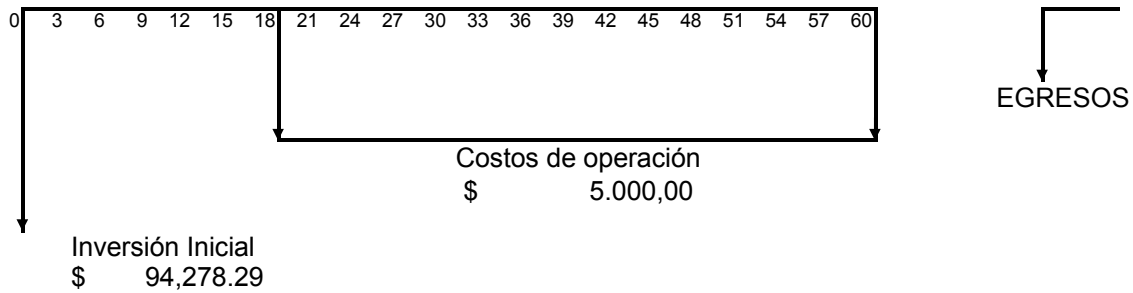 0 3 6 9 12 15 18 21 24 27 30 33 36 39 42 45 48 51 54 57 60
EGRESOS
Costos de operación
$ 5.000,00
Inversión Inicial
$ 94,278.29